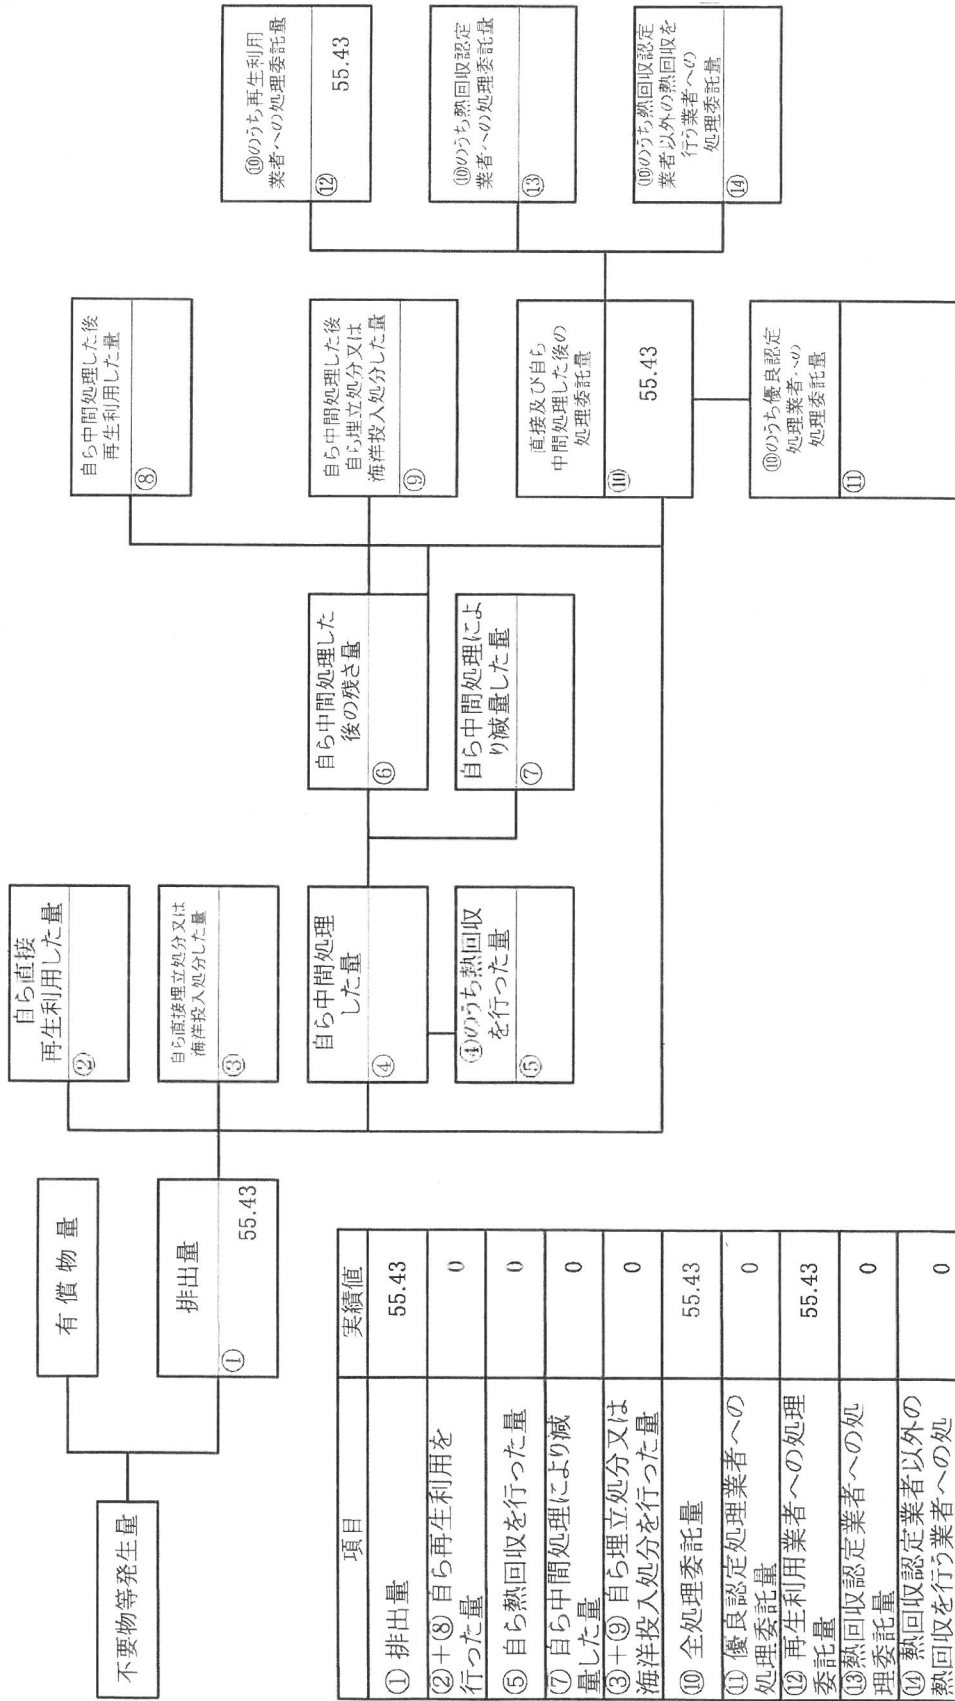 不要物等発生量
有償物量
排出量
①
55.43
自ら直接
再生利用した量
②
自ら直接埋立処分又は
海洋投入処分した量
③
自ら中間処理
した量
④
④のうち熱回収
を行った量
⑤
自ら中間処理した
後の残さ量
⑥
自ら中間処理によ
り減量した量
⑦
自ら中間処理した後
再生利用した量
⑧
自ら中間処理した後
自ら埋立処分又は
海洋投入処分した量
⑨
直接及び自ら
中間処理した後の
処理委託量
⑩
55.43
⑩のうち優良認定
処理業者への
処理委託量
⑪
⑩のうち再生利用
業者への処理委託量
⑫
55.43
⑩のうち熱回収認定
業者への処理委託量
⑬
⑩のうち熱回収認定
業者以外の熱回収を
行う業者への
処理委託量
⑭
項目 実績値
① 排出量 55.43
②+⑧ 自ら再生利用を
行った量 0
⑤ 自ら熱回収を行った量 0
⑦ 自ら中間処理により減
量した量 0
③+⑨ 自ら埋立処分又は
海洋投入処分を行った量 0
⑩ 全処理委託量 55.43
⑪ 優良認定処理業者への
処理委託量 0
⑫ 再生利用業者への処理
委託量 55.43
⑬熱回収認定業者への処
理委託量 0
⑭ 熱回収認定業者以外の
熱回収を行う業者への処 0